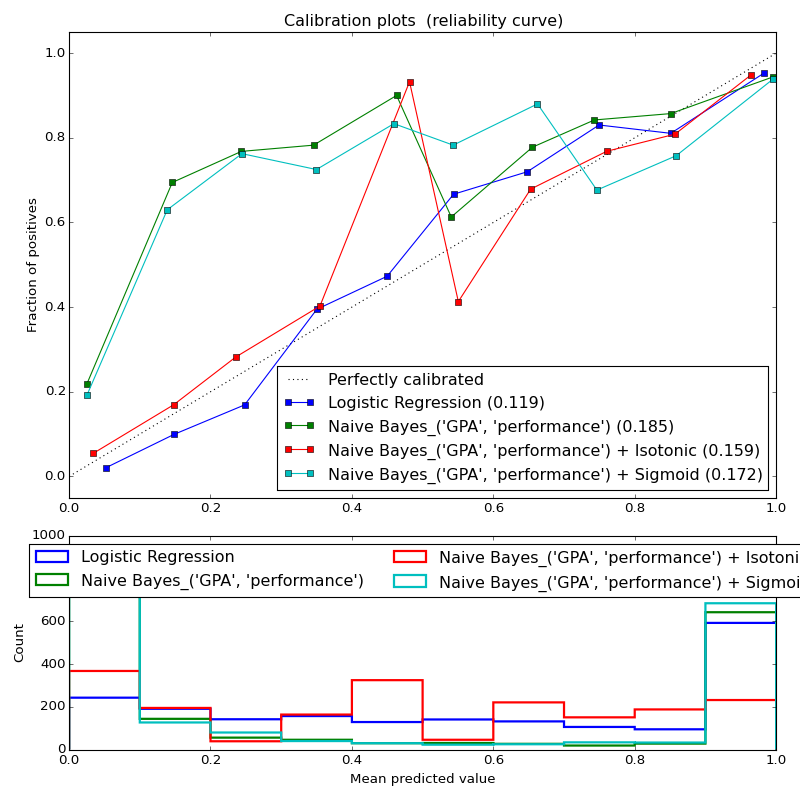 Calibration plots  (reliability curve)
1.0
0.8
0.6
0.4
0.2
0.0
Fraction of positives
Perfectly calibrated
Logistic Regression (0.119)
Naive Bayes_('GPA', 'performance') (0.185)
Naive Bayes_('GPA', 'performance') + Isotonic (0.159)
Naive Bayes_('GPA', 'performance') + Sigmoid (0.172)
0.0 0.2 0.4 0.6 0.8 1.0
1000
Logistic Regression
Naive Bayes_('GPA', 'performance')
Naive Bayes_('GPA', 'performance') + Isotoni
Naive Bayes_('GPA', 'performance') + Sigmoi
600
400
200
0
Count
0.0 0.2 0.4 0.6 0.8 1.0
Mean predicted value